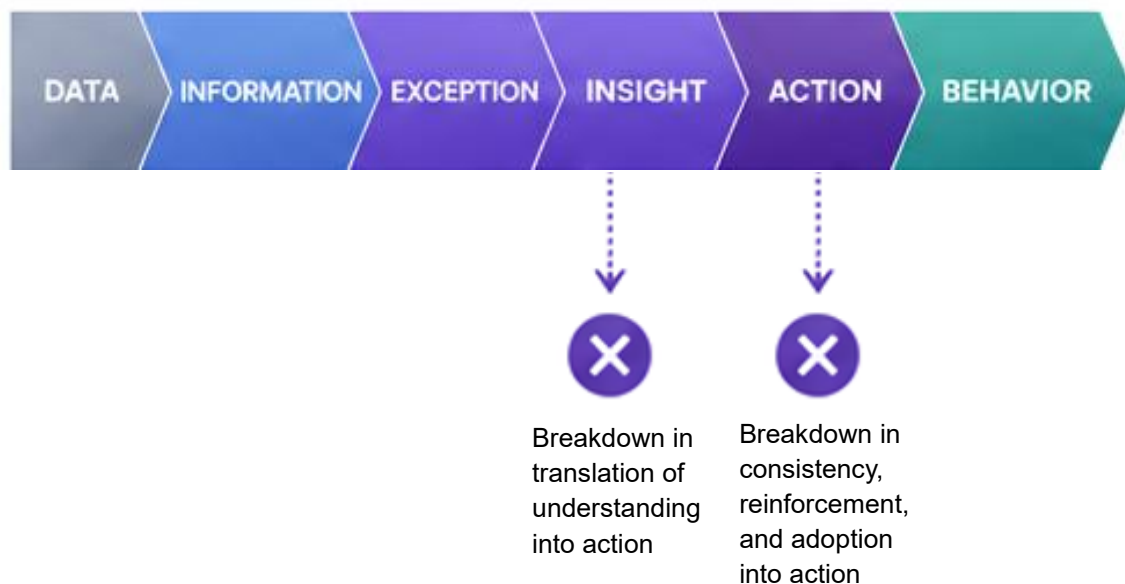 DATA
INFORMATION
EXCEPTION
INSIGHT
ACTION
BEHAVIOR
Breakdown in
translation of
understanding
into action
Breakdown in
consistency,
reinforcement,
and adoption
into action